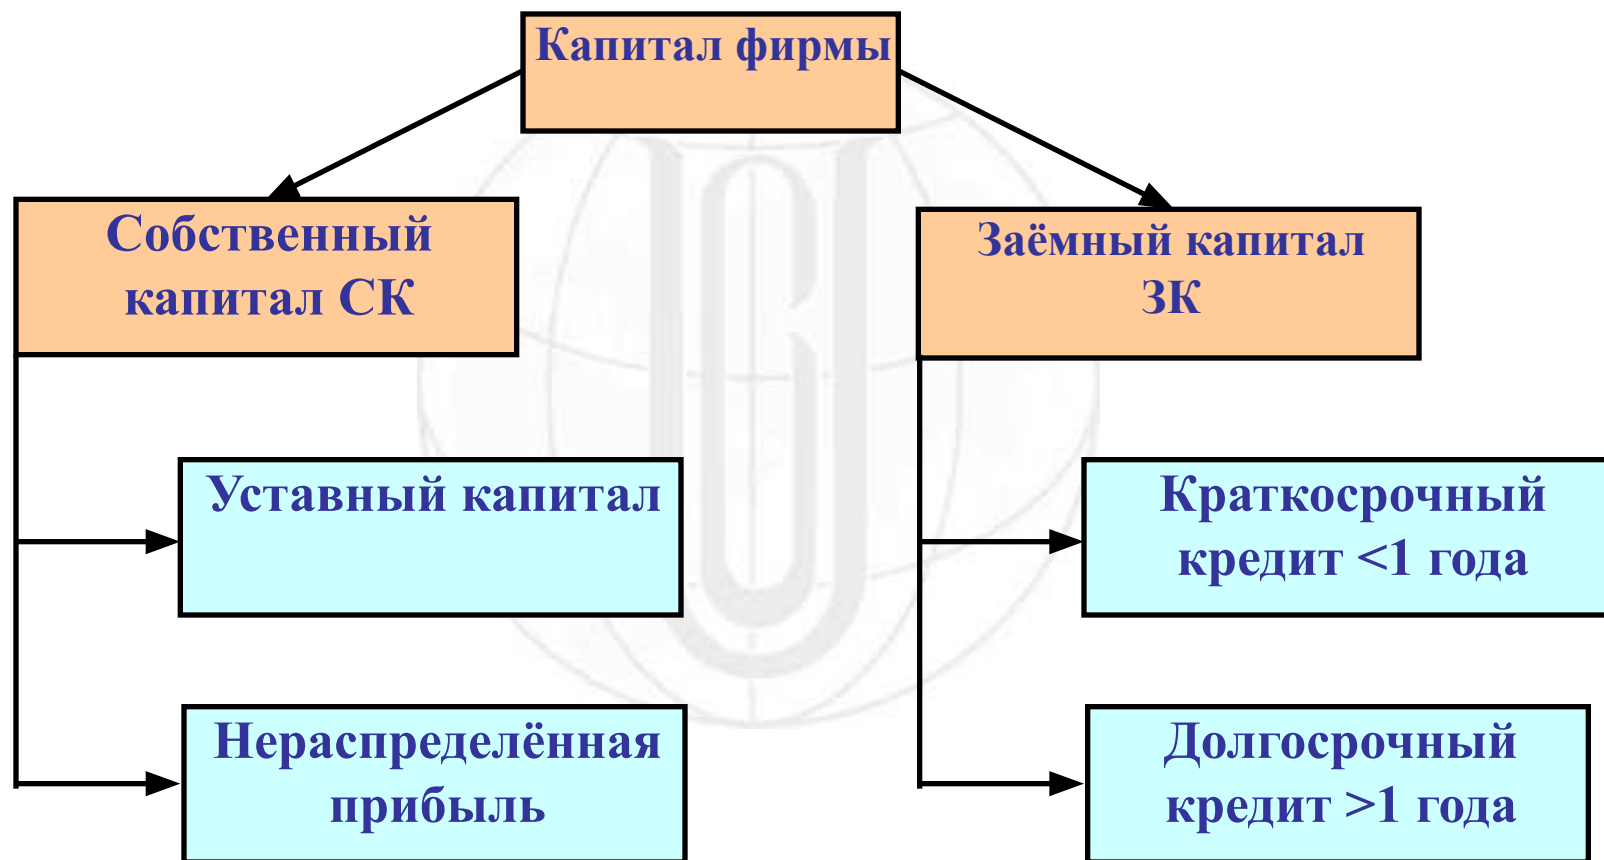 Капитал фирмы
Собственный
капитал СК
Заёмный капитал
ЗК
Уставный капитал
Краткосрочный
кредит <1 года
Нераспределённая
прибыль
Долгосрочный
кредит >1 года